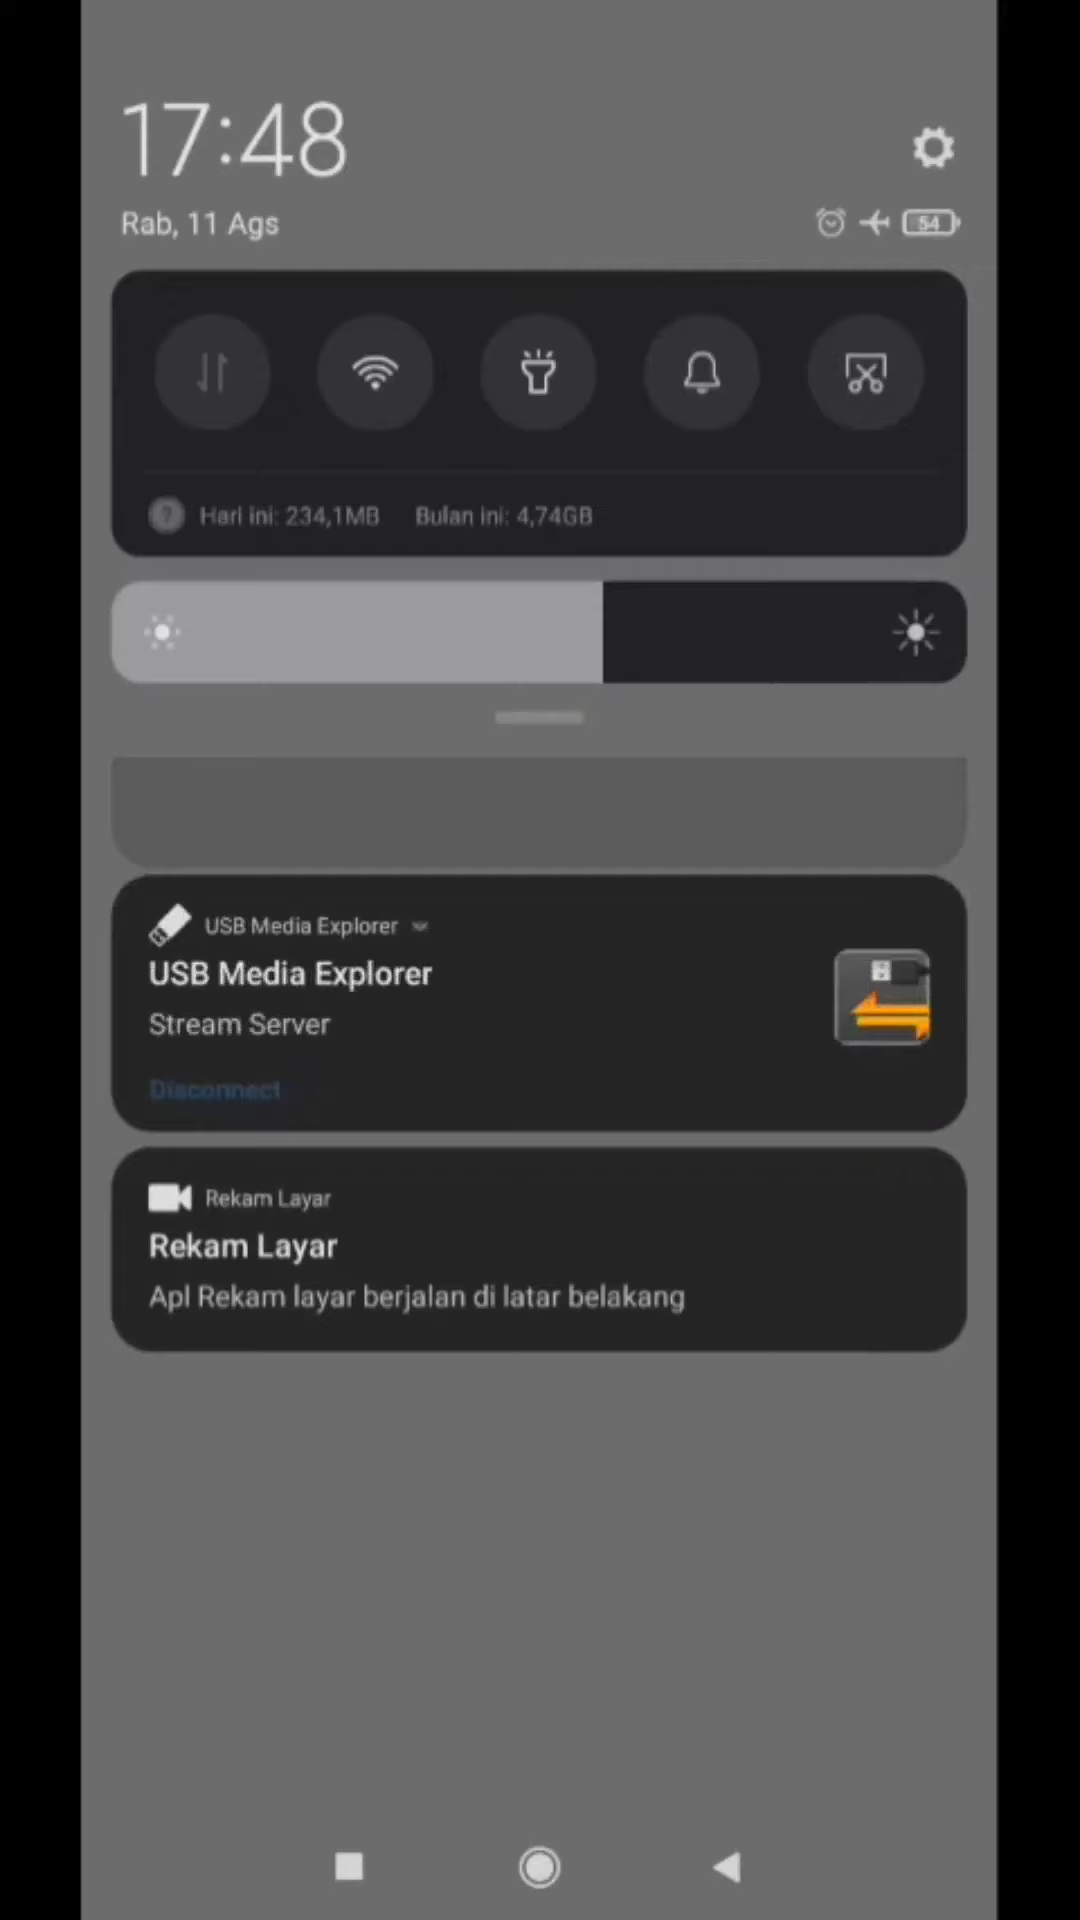 17:48
Rab, 11 Ags
54
Hari ini: 234,1MB Bulan ini: 4,74GB
USB Media Explorer
USB Media Explorer
Stream Server
Disconnect
Rekam Layar
Rekam Layar
Apl Rekam layar berjalan di latar belakang